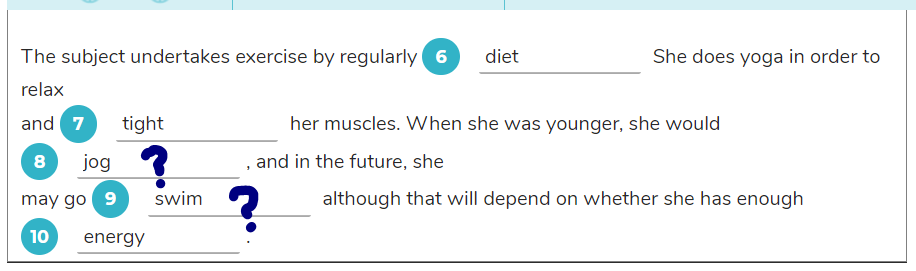 The subject undertakes exercise by regularly 6 diet She does yoga in order to
relax
and 7 tight her muscles. When she was younger, she would
8 jog ? , and in the future, she
may go 9 swim ? although that will depend on whether she has enough
10 energy .